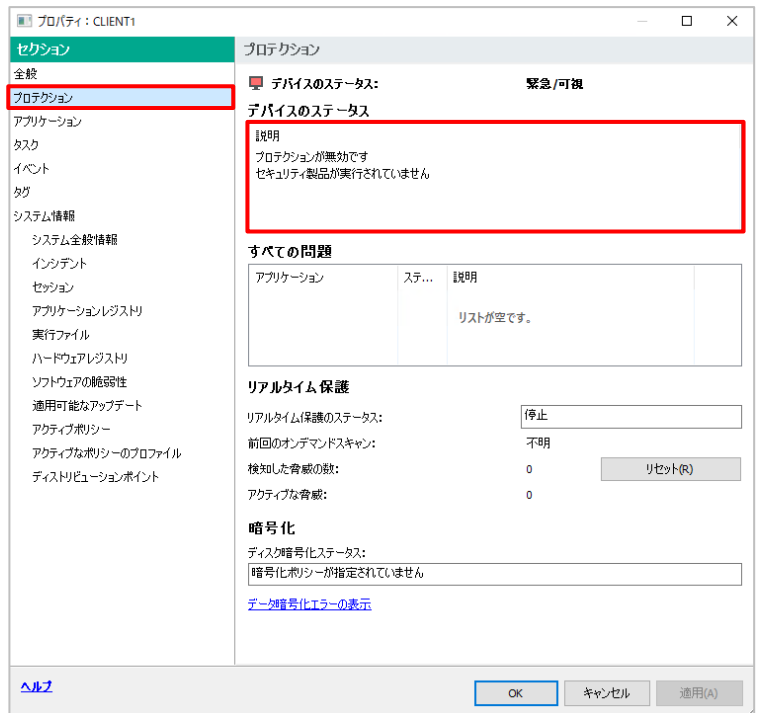 プロパティ：CLIENT1
セクション
全般
プロテクション
アプリケーション
タスク
イベント
タグ
システム情報
システム全般情報
インシデント
セッション
アプリケーションレジストリ
実行ファイル
ハードウェアレジストリ
ソフトウェアの脆弱性
適用可能なアップデート
アクティブポリシー
アクティブなポリシーのプロファイル
ディストリビューションポイント
プロテクション
デバイスのステータス: 緊急/可視
デバイスのステータス
説明
プロテクションが無効です
セキュリティ製品が実行されていません
すべての問題
アプリケーション ステ... 説明
リストが空です。
リアルタイム保護
リアルタイム保護のステータス: 停止
前回のオンデマンドスキャン: 不明
検知した脅威の数: 0 リセット(R)
アクティブな脅威: 0
暗号化
ディスク暗号化ステータス:
暗号化ポリシーが指定されていません
データ暗号化エラーの表示
ヘルプ
OK キャンセル 適用(A)